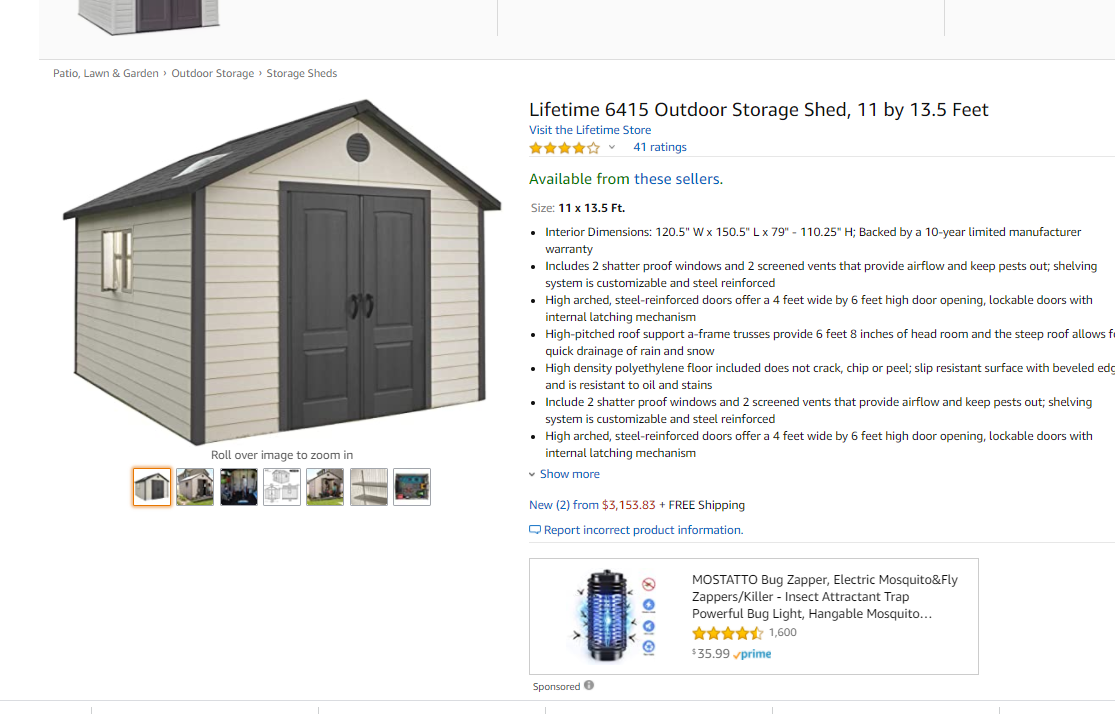 Patio, Lawn & Garden › Outdoor Storage › Storage Sheds
Lifetime 6415 Outdoor Storage Shed, 11 by 13.5 Feet
Visit the Lifetime Store
41 ratings
Available from these sellers.
Size: 11 x 13.5 Ft.
Interior Dimensions: 120.5" W x 150.5" L x 79" - 110.25" H; Backed by a 10-year limited manufacturer
warranty
Includes 2 shatter proof windows and 2 screened vents that provide airflow and keep pests out; shelving
system is customizable and steel reinforced
High arched, steel-reinforced doors offer a 4 feet wide by 6 feet high door opening, lockable doors with
internal latching mechanism
High-pitched roof support a-frame trusses provide 6 feet 8 inches of head room and the steep roof allows
quick drainage of rain and snow
High density polyethylene floor included does not crack, chip or peel; slip resistant surface with beveled
and is resistant to oil and stains
Include 2 shatter proof windows and 2 screened vents that provide airflow and keep pests out; shelving
system is customizable and steel reinforced
High arched, steel-reinforced doors offer a 4 feet wide by 6 feet high door opening, lockable doors with
internal latching mechanism
Roll over image to zoom in
Show more
New (2) from $3,153.83 + FREE Shipping
Report incorrect product information.
MOSTATTO Bug Zapper, Electric Mosquito&Fly
Zappers/Killer - Insect Attractant Trap
Powerful Bug Light, Hangable Mosquito…
1,600
$35.99 prime
Sponsored